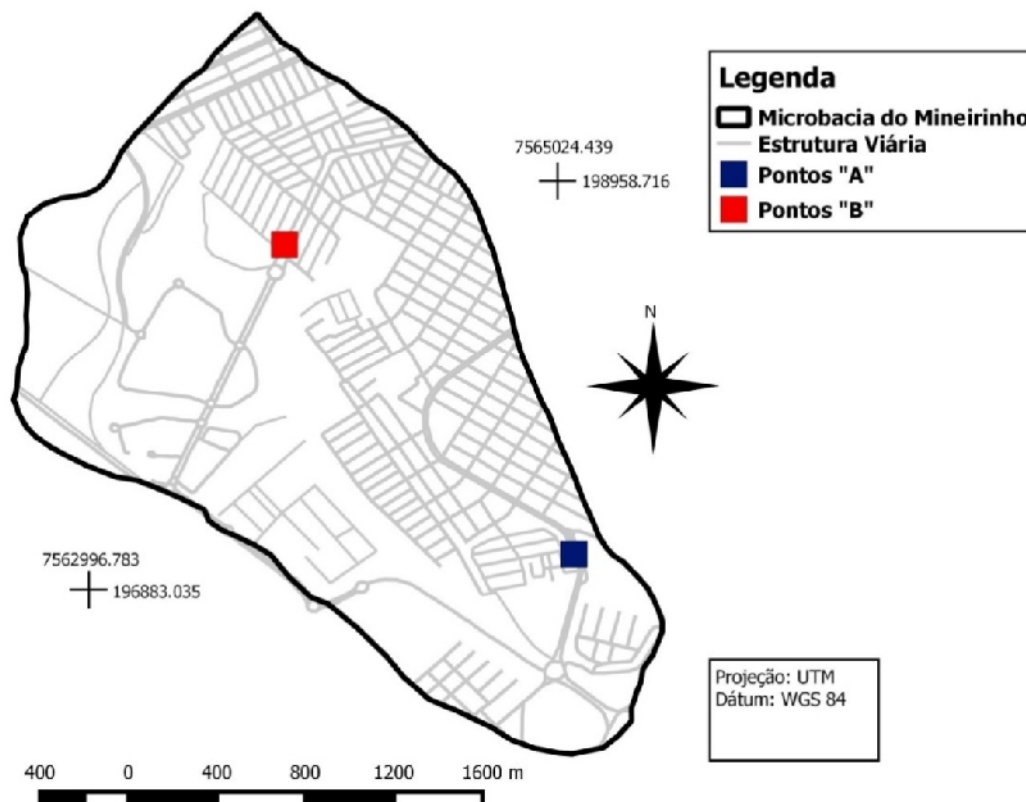 Legenda
Microbacia do Mineirinho
Estrutura Viária
Pontos "A"
Pontos "B"
7565024.439
198958.716
N
7562996.783
196883.035
Projeção: UTM
Dátum: WGS 84
400 0 400 800 1200 1600 m